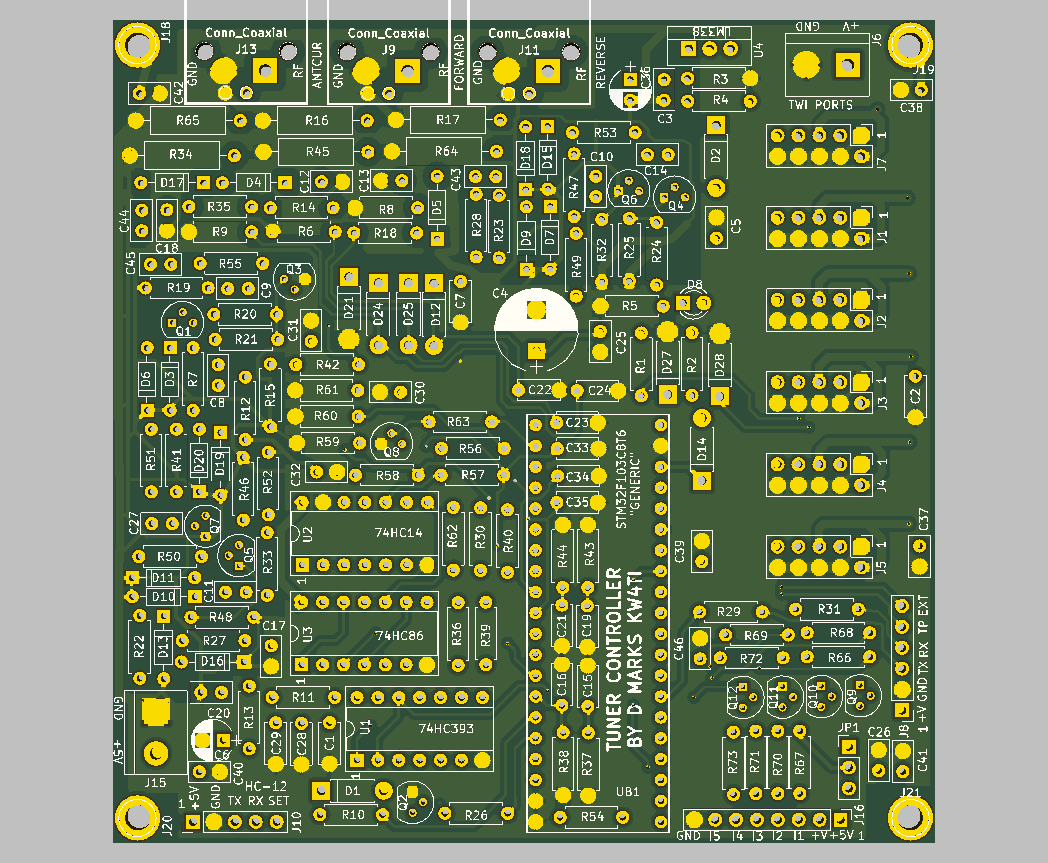 Conn_Coaxial Conn_Coaxial Conn_Coaxial
J18 J13 J9 J11
GND RF ANTCUR GND RF FORWARD GND RF REVERSE
LM338 U4 GND +V J6
J19 TWI PORTS
C42 C36 C3 R3 R4 C38
R65 R16 R17 R53 D2 J7 1
R34 R45 R64 D18 D15 C10 C14
D17 D4 C12 C13 C43 R47 Q6 Q4
C44 C18 R35 R14 R8 D5 R28 R23 D9 D7 C5 J1 1
R9 R6 R18 R49 R32 R25 R24
C45 R55 Q3
R19 C9 D21 D24 D25 D12 C7 C4 R5 D8 J2 1
Q1 R20 C31
R21 C25 R1 D27 R2 D28
D6 D3 R7 C8 R42
R12 R15 R61 C30 C22 C24 J3 1 C2
R60
R51 R41 D20 D19 R59 Q8 R63 C23 D14
R46 R52 R56 C33
C32 R58 R57 C34 J4 1
C35
STM32F103C8T6
"GENERIC"
C27 Q7 U2 74HC14 1 R62 R30 R40 C37
R50 Q5 R33 R44 R43 C39 J5 1
D11
D10 C11
R48 U3 74HC86 1 R36 R39 C21 C19 R29 R31
R22 D13 R27 C17 C46 R69 R68
D16 C16 C15 R72 R66
TUNER CONTROLLER
BY D MARKS KW4TI
GND TX RX TP EXT
+V
1 J8
Q12 Q11 Q10 Q9
GND +5V J15
C20 R13 R11 U1 74HC393 1
C6 C29 C28 C1
C40 R38 R37 R73 R71 R70 R67 JP1 C26 C41
HC-12
1 +5V GND TX RX SET J10
J20 D1 R10 Q2 R26 UB1 R54
J21 J16
GND I5 I4 I3 I2 I1 +V +5V 1